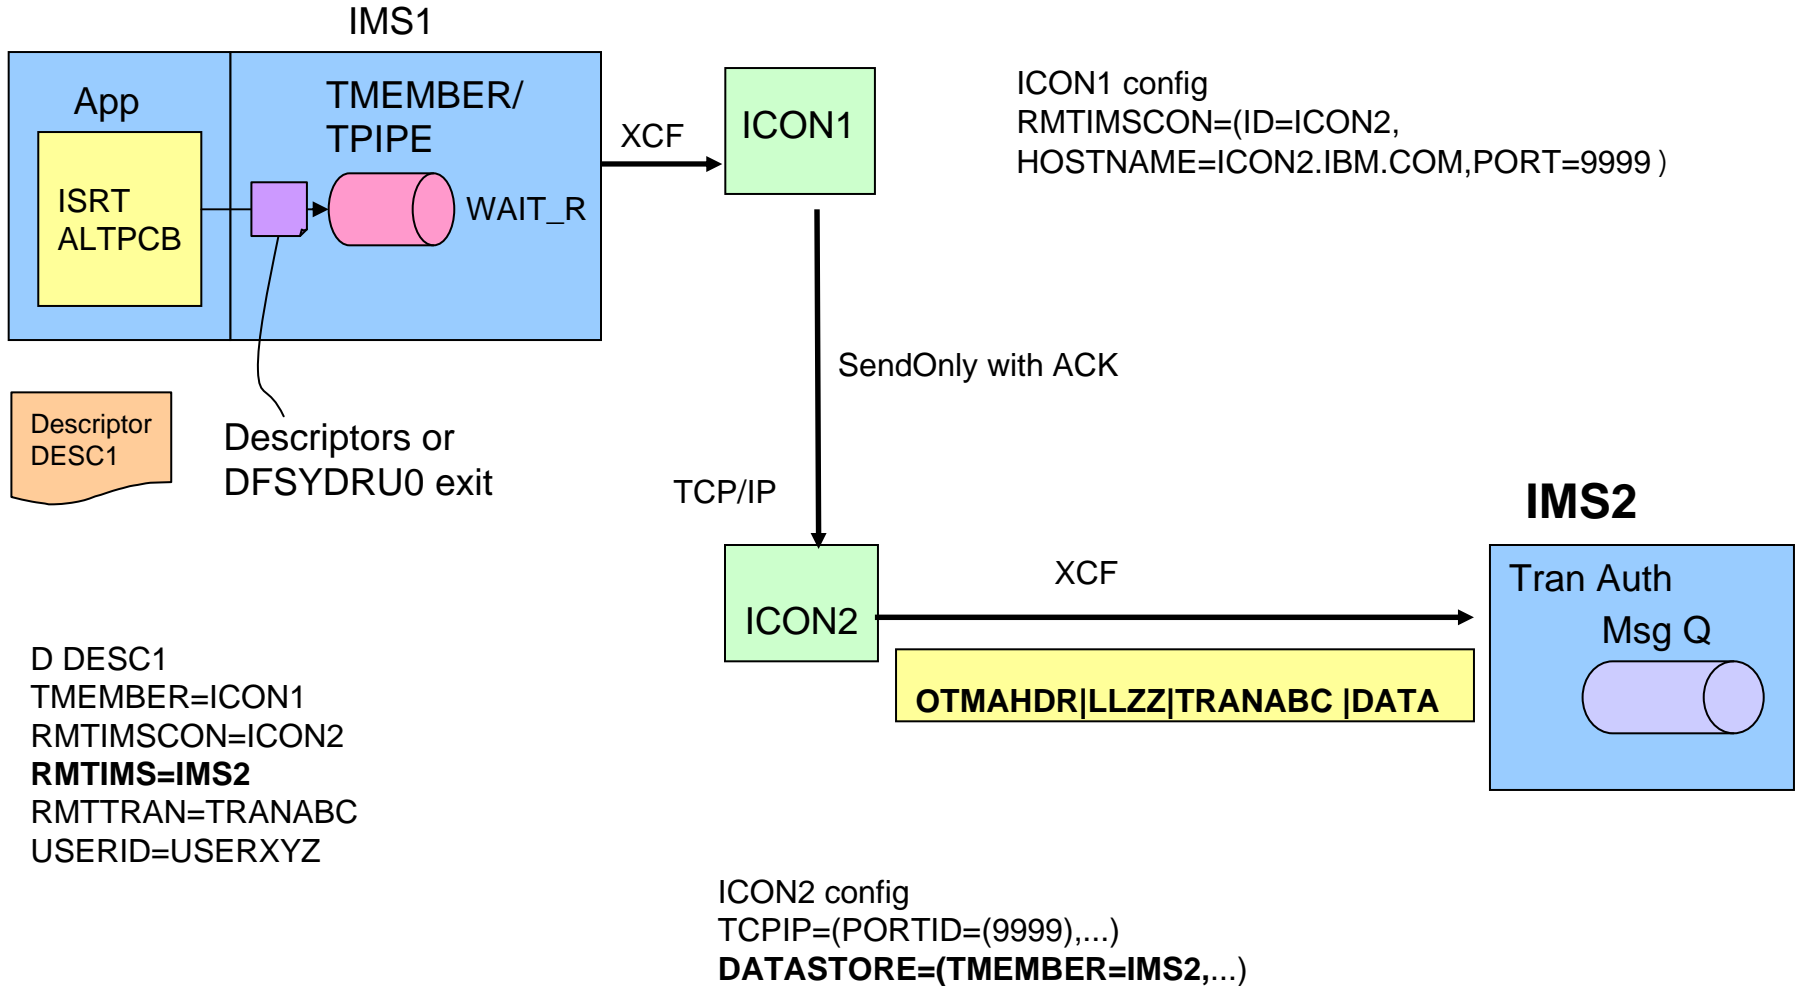 IMS1
App
TMEMBER/
TPIPE
ISRT
ALTPCB
WAIT_R
XCF
ICON1
ICON1 config
RMTIMSCON=(ID=ICON2,
HOSTNAME=ICON2.IBM.COM,PORT=9999)
SendOnly with ACK
Descriptor
DESC1
Descriptors or
DFSYDRU0 exit
TCP/IP
IMS2
ICON2
XCF
Tran Auth
Msg Q
OTMAHDR|LLZZ|TRANABC |DATA
D DESC1
TMEMBER=ICON1
RMTIMSCON=ICON2
RMTIMS=IMS2
RMTTRAN=TRANABC
USERID=USERXYZ
ICON2 config
TCPIP=(PORTID=(9999),...)
DATASTORE=(TMEMBER=IMS2,...)